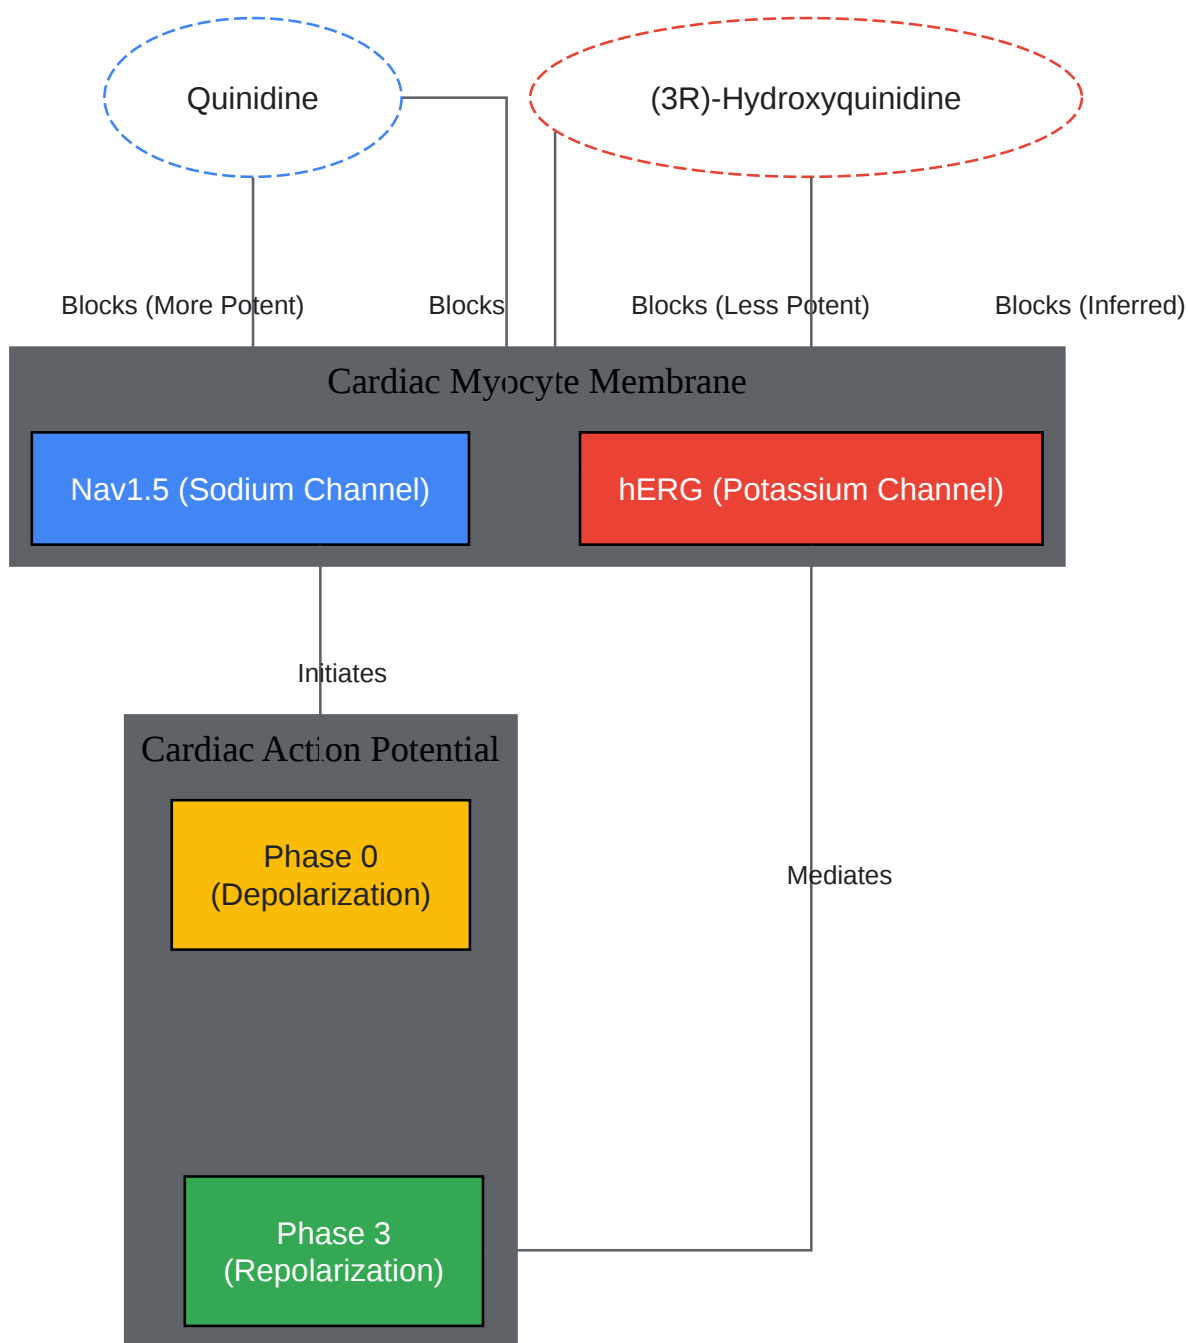 Quinidine
(3R)-Hydroxyquinidine
Blocks (More Potent)
Blocks
Blocks (Less Potent)
Blocks (Inferred)
Cardiac Myocyte Membrane
Nav1.5 (Sodium Channel)
hERG (Potassium Channel)
Initiates
Cardiac Action Potential
Phase 0
(Depolarization)
Mediates
Phase 3
(Repolarization)